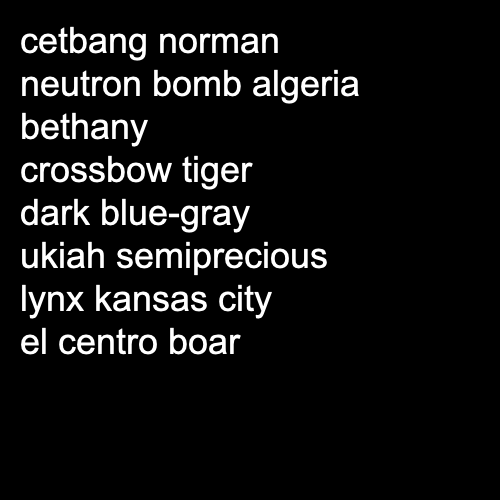 cetbang norman
neutron bomb algeria
bethany
crossbow tiger
dark blue-gray
ukiah semiprecious
lynx kansas city
el centro boar